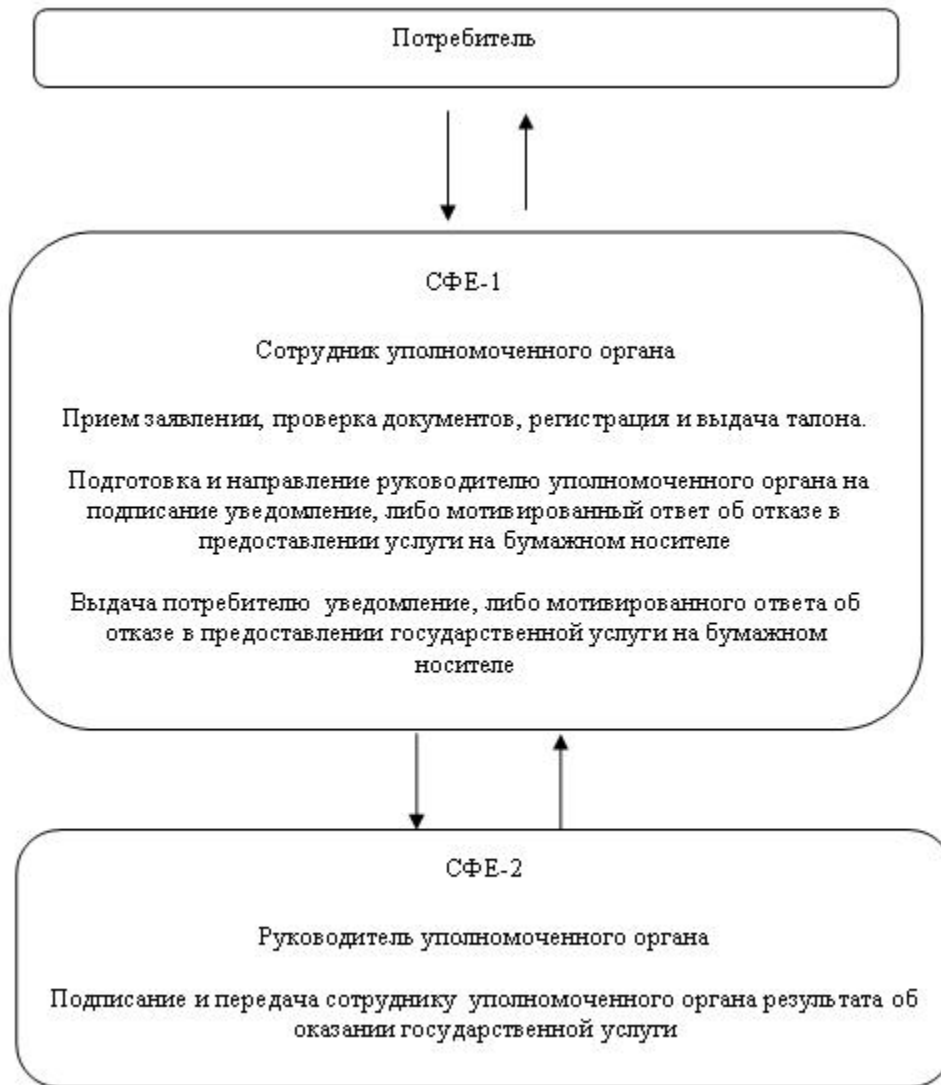 Потребитель
СФЕ-1
Сотрудник уполномоченного органа
Прием заявлении, проверка документов, регистрация и выдача талона.
Подготовка и направление руководителю уполномоченного органа на
подписание уведомление, либо мотивированный ответ об отказе в
предоставлении услуги на бумажном носителе
Выдача потребителю уведомление, либо мотивированного ответа об
отказе в предоставлении государственной услуги на бумажном
носителе
СФЕ-2
Руководитель уполномоченного органа
Подписание и передача сотруднику уполномоченного органа результата об
оказании государственной услуги